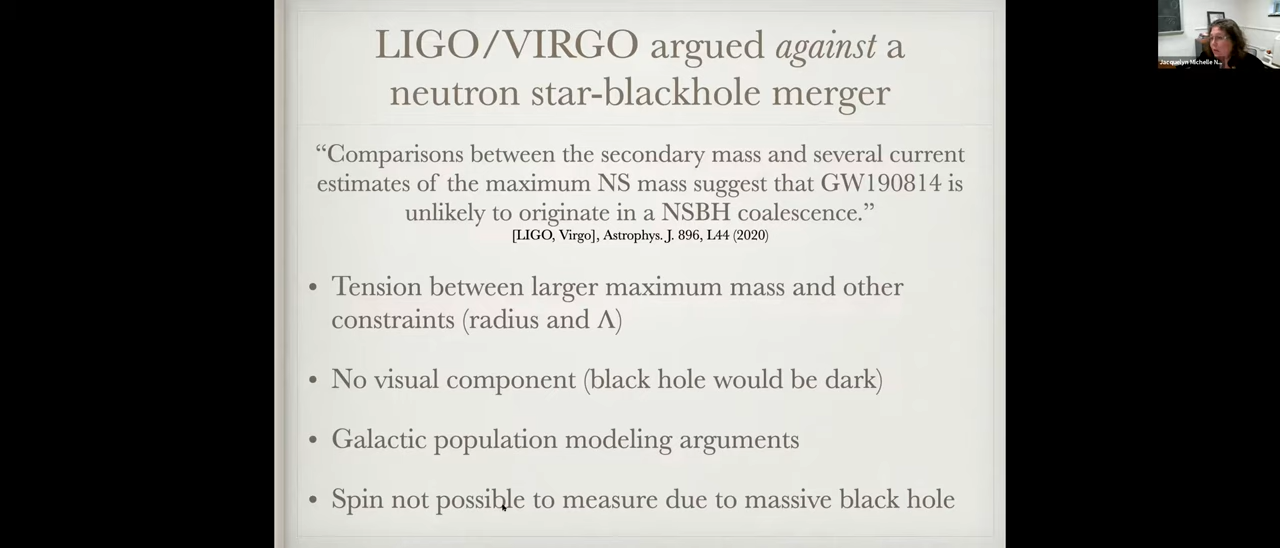 LIGO/VIRGO argued against a
neutron star-blackhole merger
“Comparisons between the secondary mass and several current
estimates of the maximum NS mass suggest that GW190814 is
unlikely to originate in a NSBH coalescence.”
[LIGO, Virgo], Astrophys. J. 896, L44 (2020)
• Tension between larger maximum mass and other
constraints (radius and Λ)
• No visual component (black hole would be dark)
• Galactic population modeling arguments
• Spin not possible to measure due to massive black hole
Jacquelyn Michelle N...